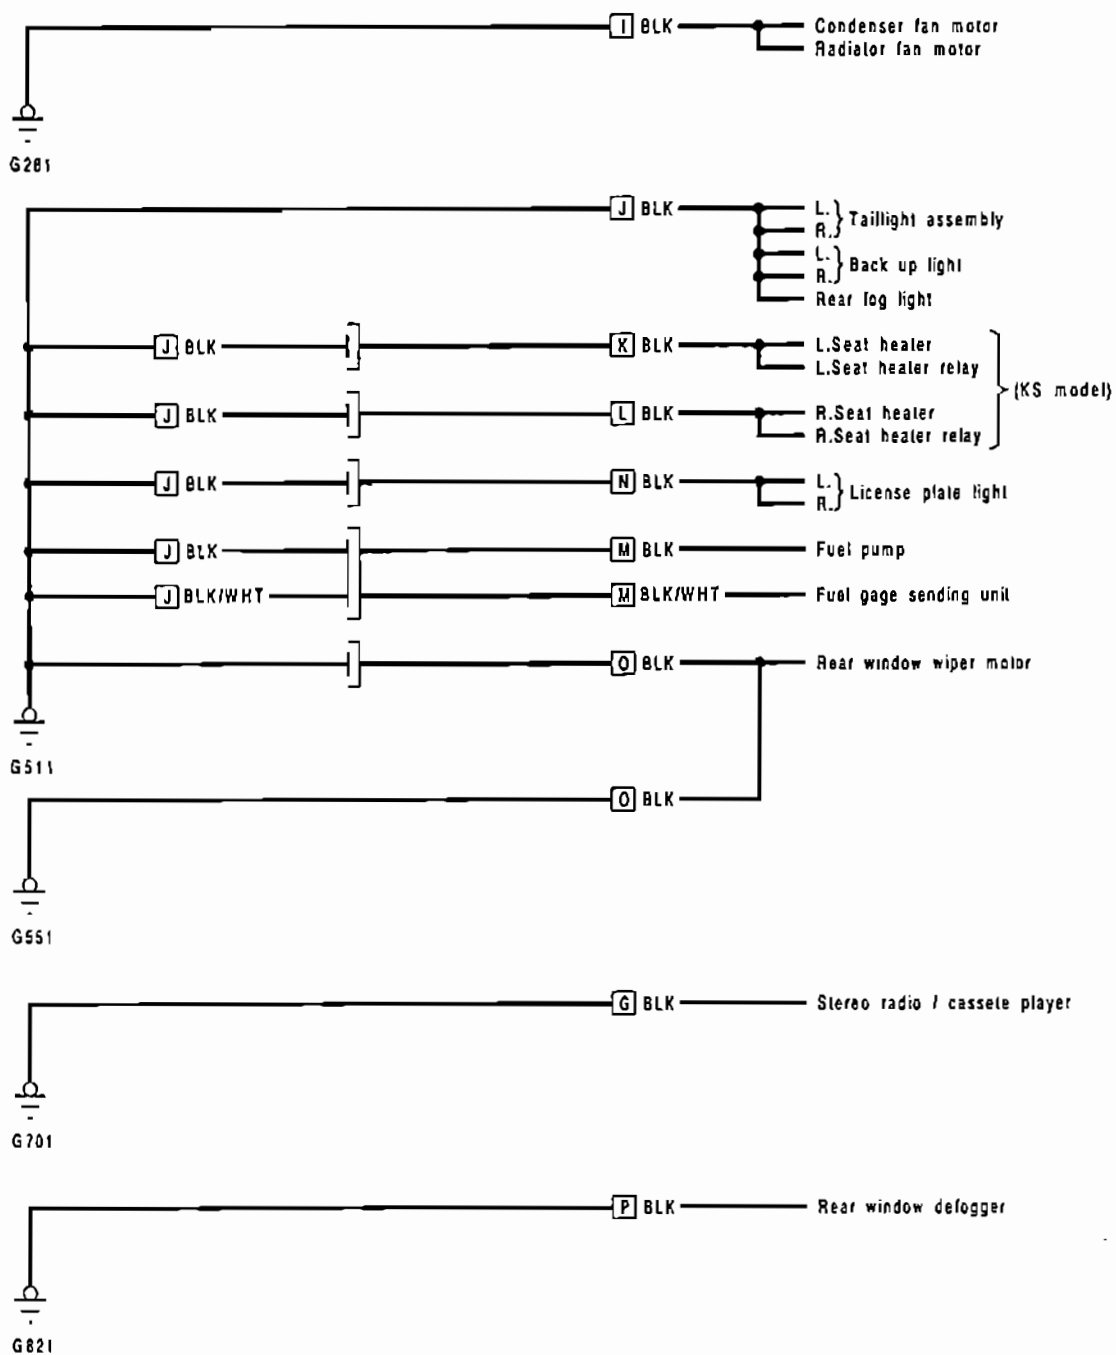 I BLK Condenser fan motor
Radiator fan motor
G281
J BLK L. } Taillight assembly
R.
L. } Back up light
R.
Rear fog light
J BLK X BLK L.Seat heater
L.Seat heater relay
(KS model)
J BLK L BLK R.Seat heater
R.Seat heater relay
J BLK N BLK L. } License plate light
R.
J BLK M BLK Fuel pump
J BLK/WHT M BLK/WHT Fuel gage sending unit
O BLK Rear window wiper motor
G511
O BLK
G551
G BLK Stereo radio / cassete player
G701
P BLK Rear window defogger
G821